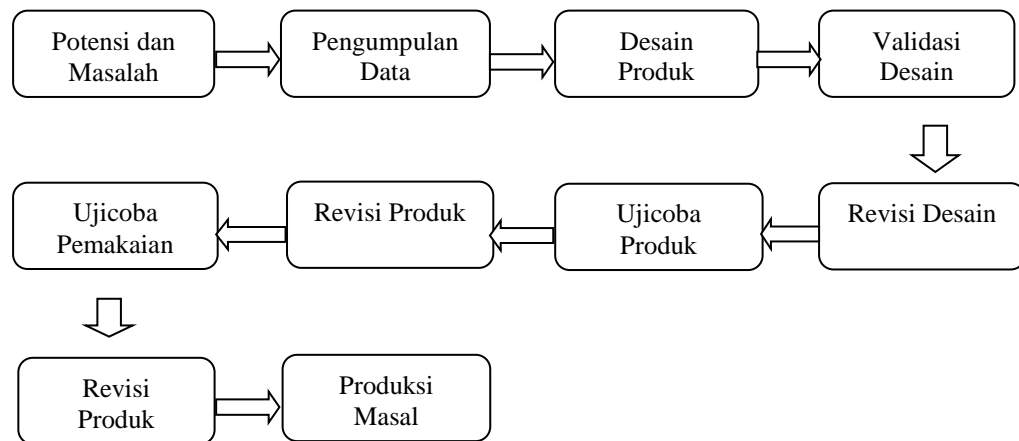 Potensi dan
Masalah
Pengumpulan
Data
Desain
Produk
Validasi
Desain
Revisi Desain
Ujicoba
Produk
Revisi Produk
Ujicoba
Pemakaian
Revisi
Produk
Produksi
Masal